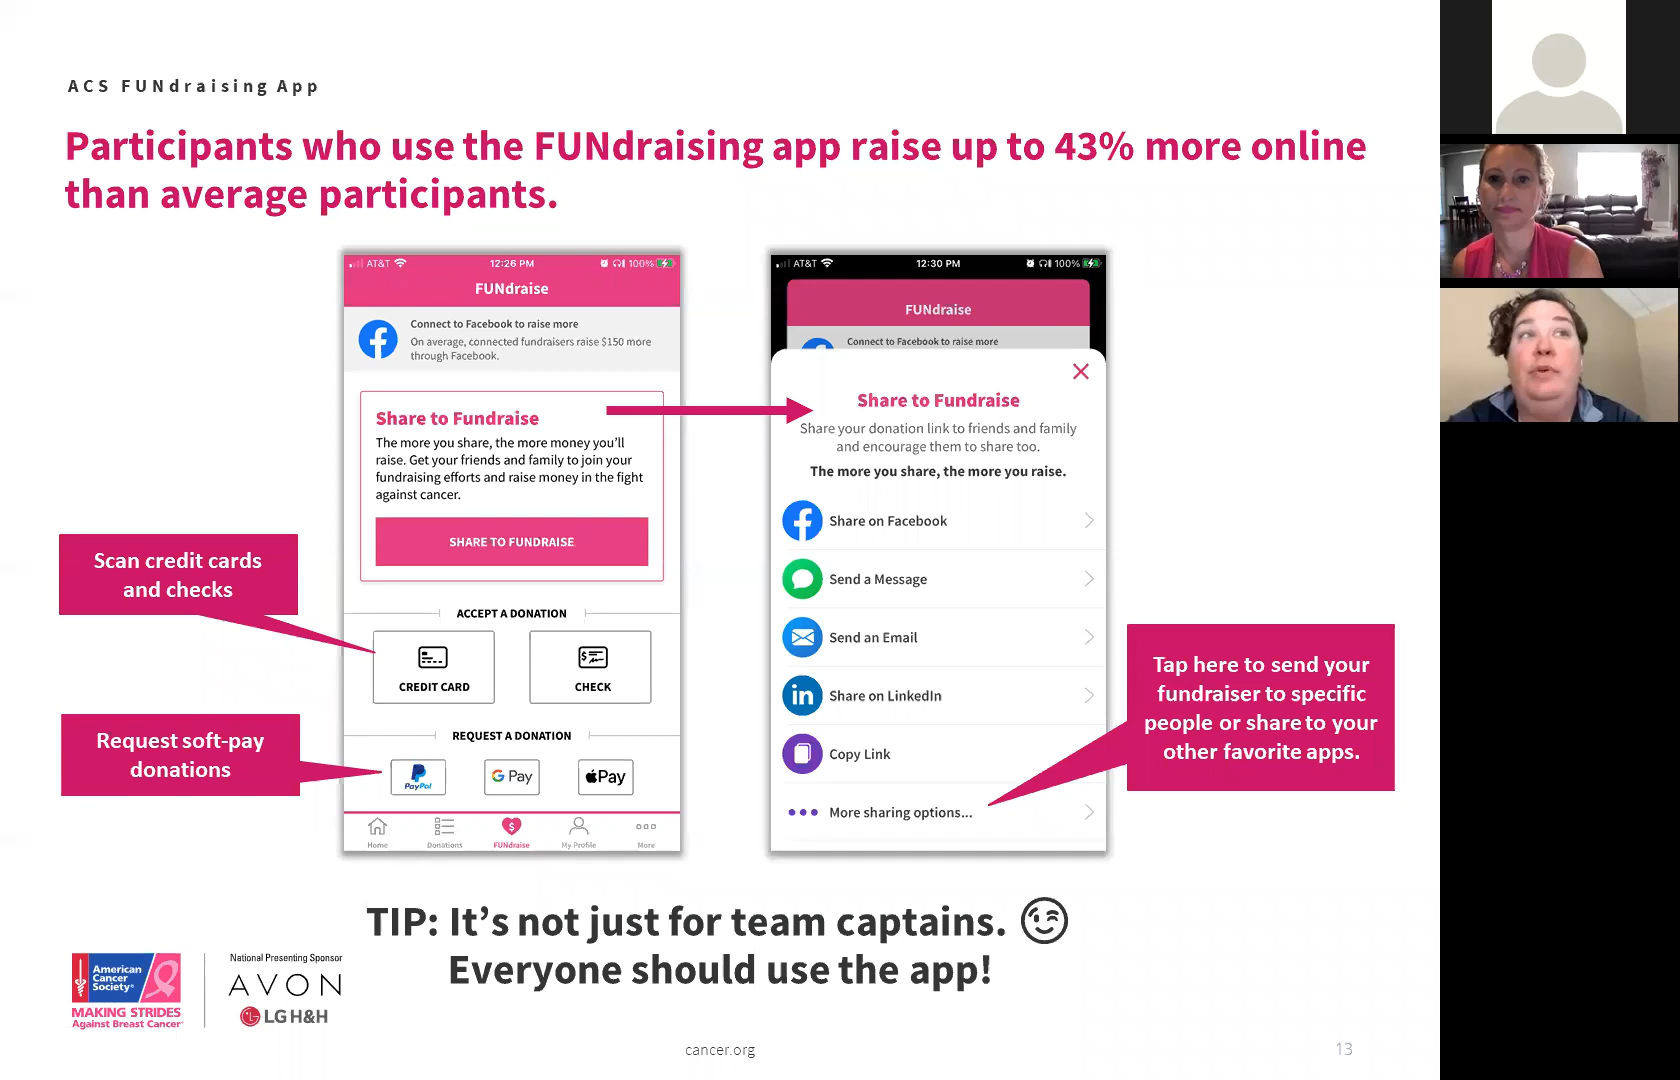 ACS FUNdraising App
Participants who use the FUNdraising app raise up to 43% more online
than average participants.
AT&T 12:26 PM 100%
FUNdraise
Connect to Facebook to raise more
On average, connected fundraisers raise $150 more
through Facebook.
Share to Fundraise
The more you share, the more money you'll
raise. Get your friends and family to join your
fundraising efforts and raise money in the fight
against cancer.
SHARE TO FUNDRAISE
ACCEPT A DONATION
CREDIT CARD
CHECK
REQUEST A DONATION
PayPal
G Pay
Pay
Home
Donations
FUNdraise
My Profile
More
Scan credit cards
and checks
Request soft-pay
donations
AT&T 12:30 PM 100%
FUNdraise
Connect to Facebook to raise more
Share to Fundraise
Share your donation link to friends and family
and encourage them to share too.
The more you share, the more you raise.
Share on Facebook
Send a Message
Send an Email
in Share on LinkedIn
Copy Link
More sharing options...
Tap here to send your
fundraiser to specific
people or share to your
other favorite apps.
TIP: It's not just for team captains.
Everyone should use the app!
American
Cancer
Society®
MAKING STRIDES
Against Breast Cancer®
National Presenting Sponsor
AVON
LG H&H
cancer.org
13